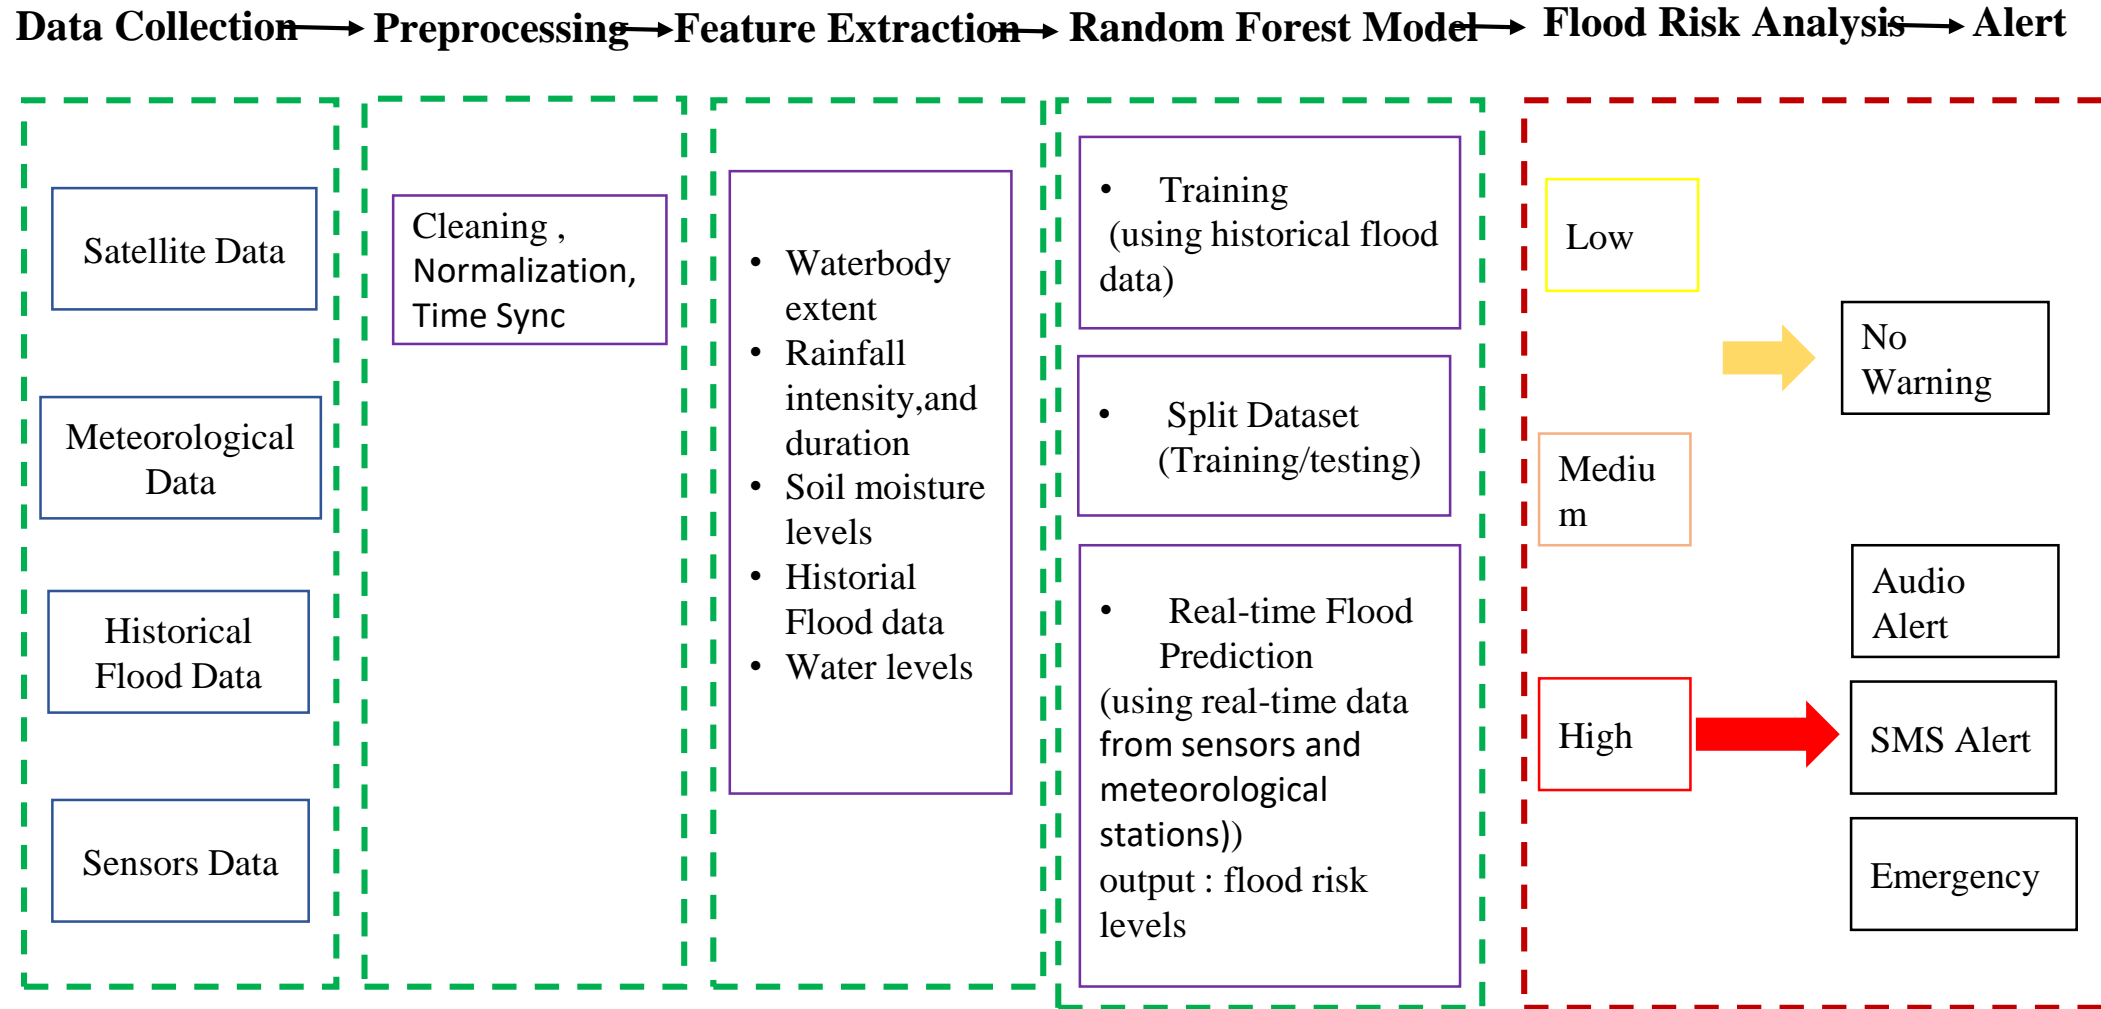 Data Collection
Preprocessing
Feature Extraction
Random Forest Model
Flood Risk Analysis
Alert
Satellite Data
Meteorological
Data
Historical
Flood Data
Sensors Data
Cleaning ,
Normalization,
Time Sync
• Waterbody
extent
• Rainfall
intensity,and
duration
• Soil moisture
levels
• Historial
Flood data
• Water levels
• Training
(using historical flood
data)
• Split Dataset
(Training/testing)
• Real-time Flood
Prediction
(using real-time data
from sensors and
meteorological
stations))
output : flood risk
levels
Low
Mediu
m
High
No
Warning
Audio
Alert
SMS Alert
Emergency